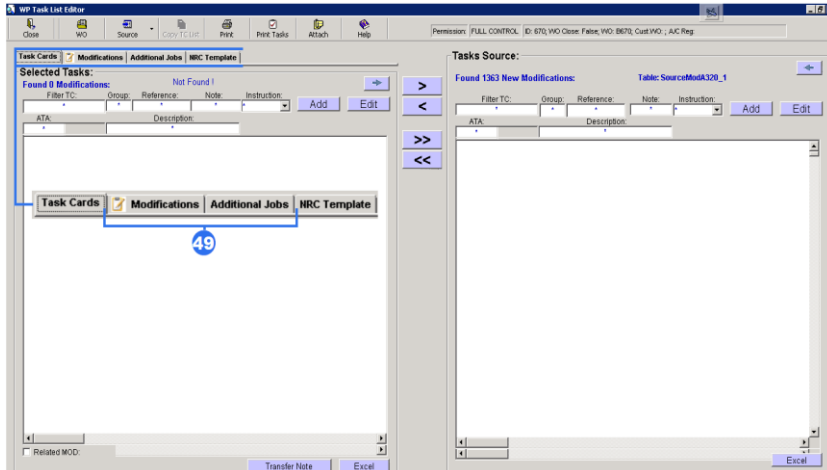 WP Task List Editor
Close WO Source Copy TC List Print Print Tasks Attach Help
Permission: FULL CONTROL ID: 670; WO Close: False; WO: B670; Cust.WO: ; A/C Reg:
Task Cards Modifications Additional Jobs NRC Template
Selected Tasks:
Found 0 Modifications: Not Found !
Filter TC: Group: Reference: Note: Instruction:
* * * * *
Add Edit
ATA: Description:
* *
Task Cards Modifications Additional Jobs NRC Template
49
Related MOD:
Transfer Note Excel
>
<
>>
<<
Tasks Source:
Found 1363 New Modifications: Table: SourceModA320_1
Filter TC: Group: Reference: Note: Instruction:
* * * * *
Add Edit
ATA: Description:
* *
Excel